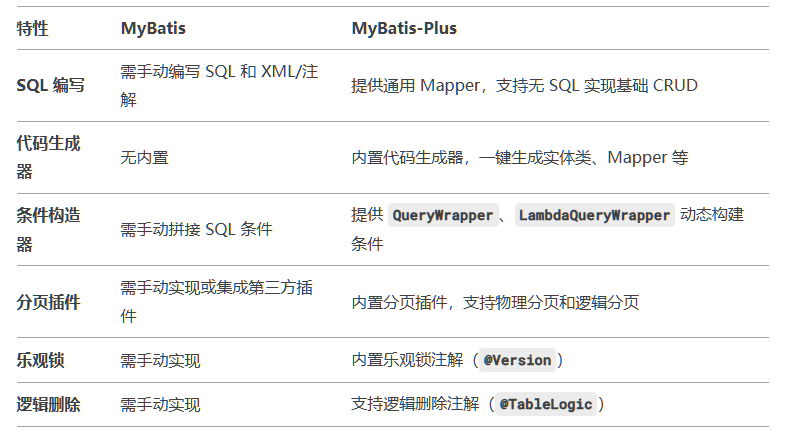 特性 MyBatis MyBatis-Plus
SQL 编写 需手动编写 SQL 和 XML/注解 提供通用 Mapper，支持无 SQL 实现基础 CRUD
代码生成器 无内置 内置代码生成器，一键生成实体类、Mapper 等
条件构造器 需手动拼接 SQL 条件 提供 QueryWrapper、LambdaQueryWrapper 动态构建条件
分页插件 需手动实现或集成第三方插件 内置分页插件，支持物理分页和逻辑分页
乐观锁 需手动实现 内置乐观锁注解（@Version）
逻辑删除 需手动实现 支持逻辑删除注解（@TableLogic）